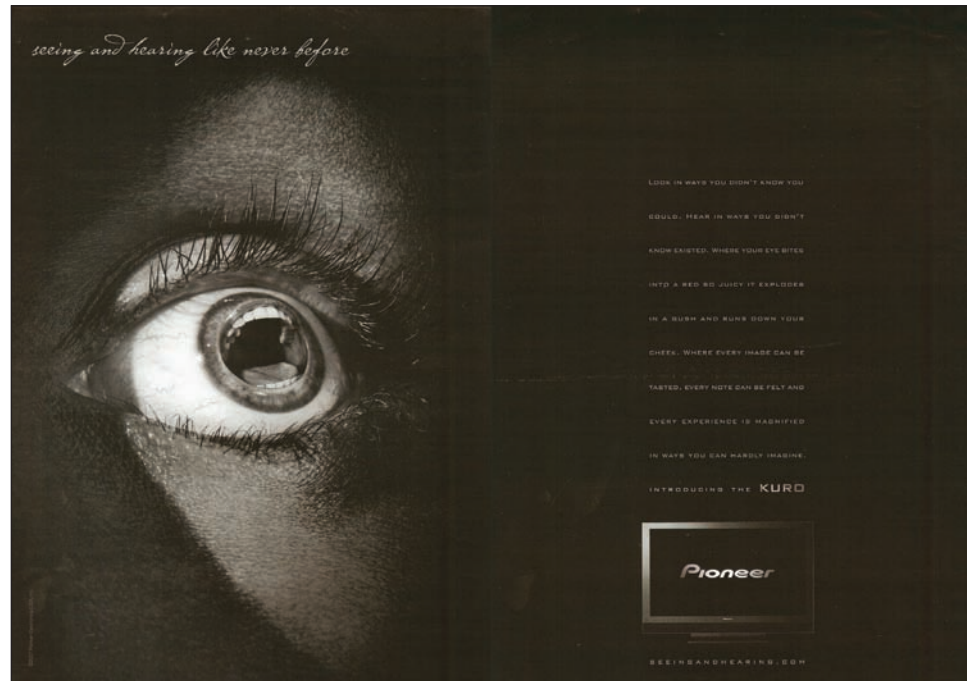 seeing and hearing like never before
LOOK IN WAYS YOU DIDN'T KNOW YOU
COULD. HEAR IN WAYS YOU DIDN'T
KNOW EXISTED. WHERE YOUR EYE BITES
INTO A RED SO JUICY IT EXPLODES
IN A GUSH AND RUNS DOWN YOUR
CHEEK. WHERE EVERY IMAGE CAN BE
TASTED, EVERY NOTE CAN BE FELT AND
EVERY EXPERIENCE IS MAGNIFIED
IN WAYS YOU CAN HARDLY IMAGINE.
INTRODUCING THE KURO
Pioneer
SEEINGANDHEARING.COM